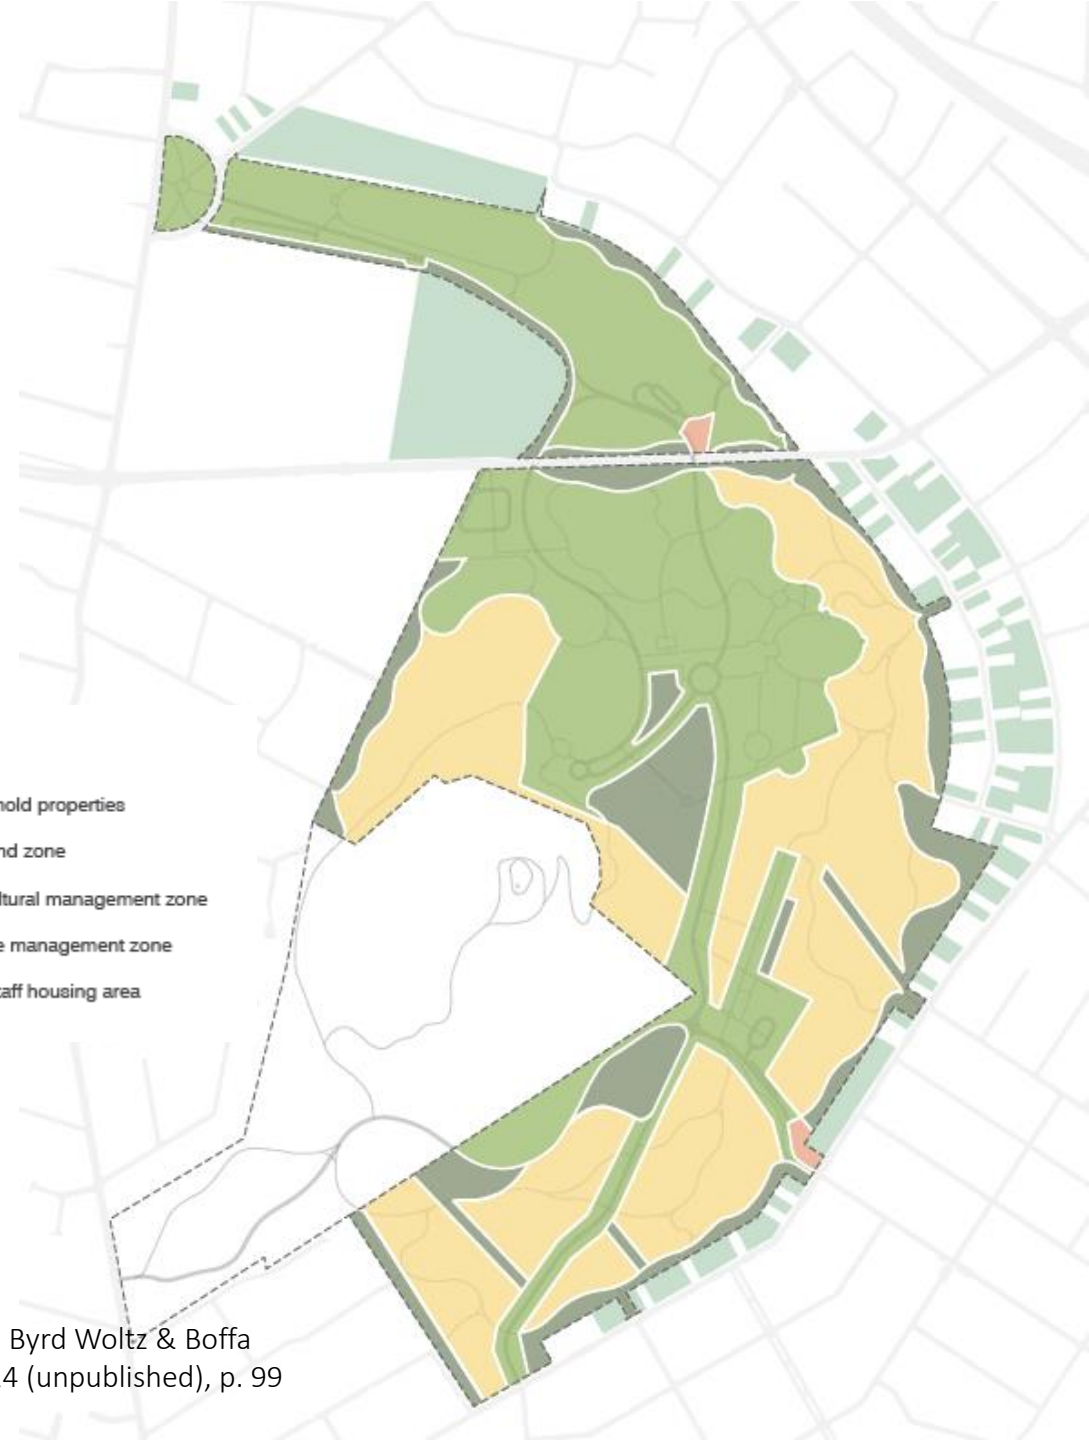 hold properties
nd zone
ltural management zone
e management zone
taff housing area
Byrd Woltz & Boffa
4 (unpublished), p. 99